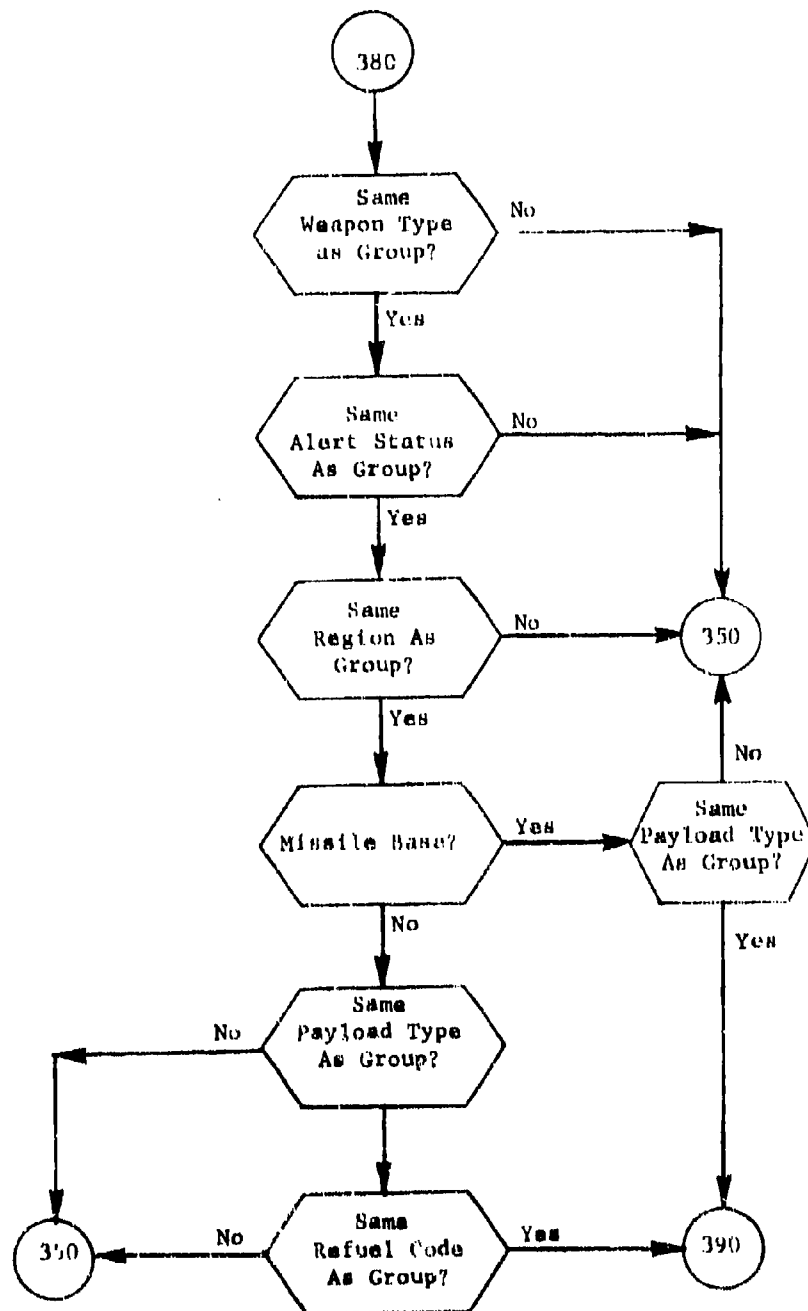 380
Same
Weapon Type
as Group?
No
Yes
Same
Alert Status
As Group?
No
Yes
Same
Region As
Group?
No
350
Yes
No
Missile Base?
Yes
Same
Payload Type
As Group?
No
Yes
Same
Payload Type
As Group?
No
350
No
Same
Refuel Code
As Group?
Yes
390